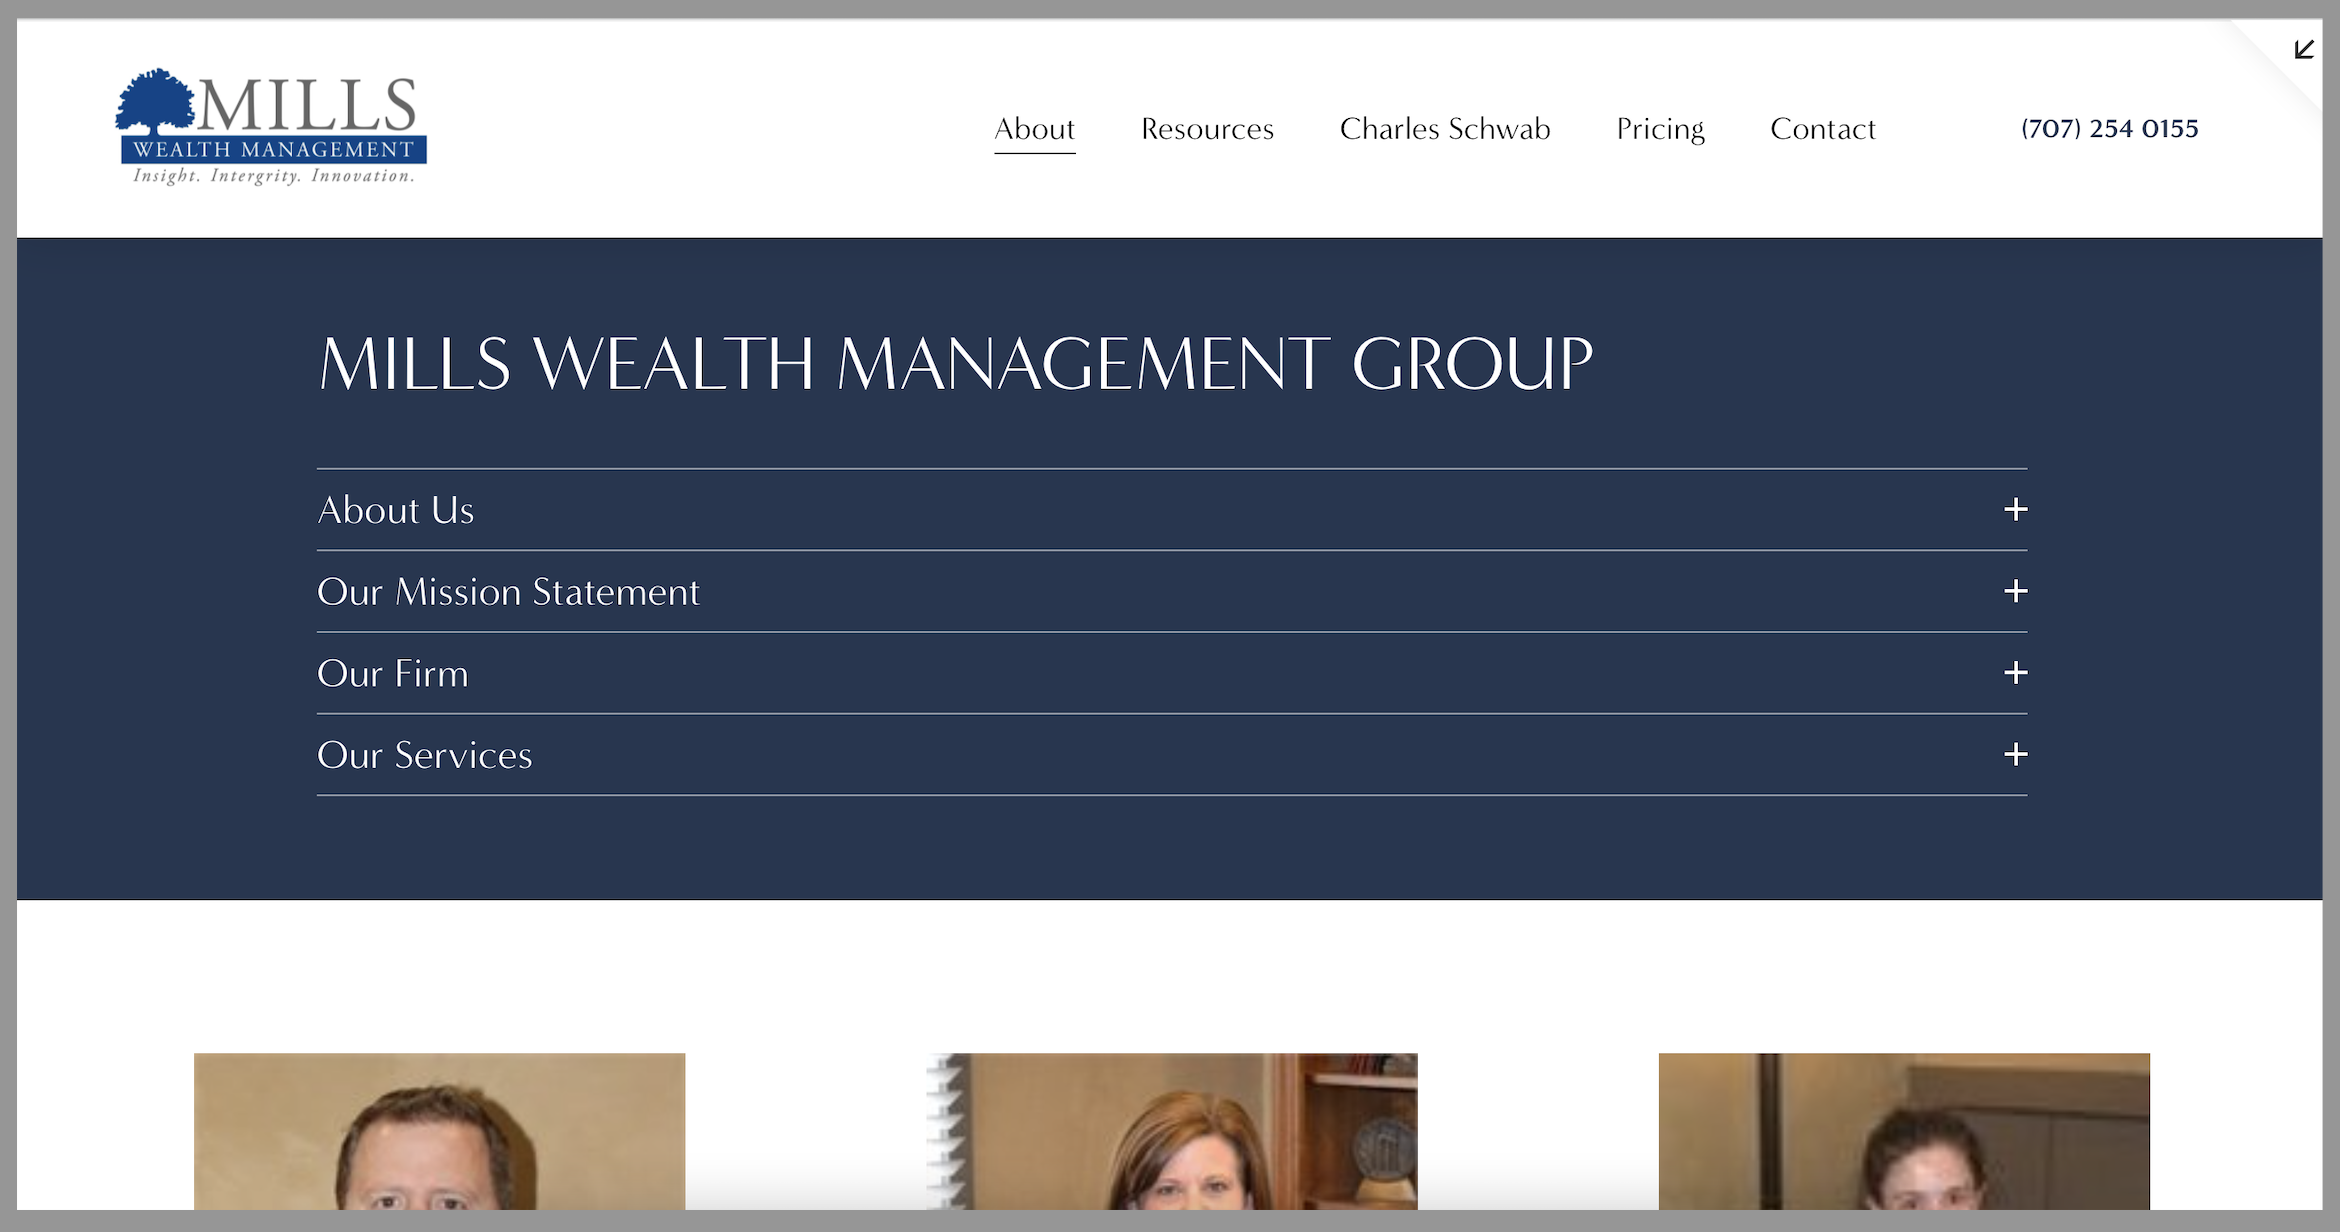 MILLS
WEALTH MANAGEMENT
Insight. Intergrity. Innovation.
About Resources Charles Schwab Pricing Contact (707) 254 0155
MILLS WEALTH MANAGEMENT GROUP
About Us
Our Mission Statement
Our Firm
Our Services